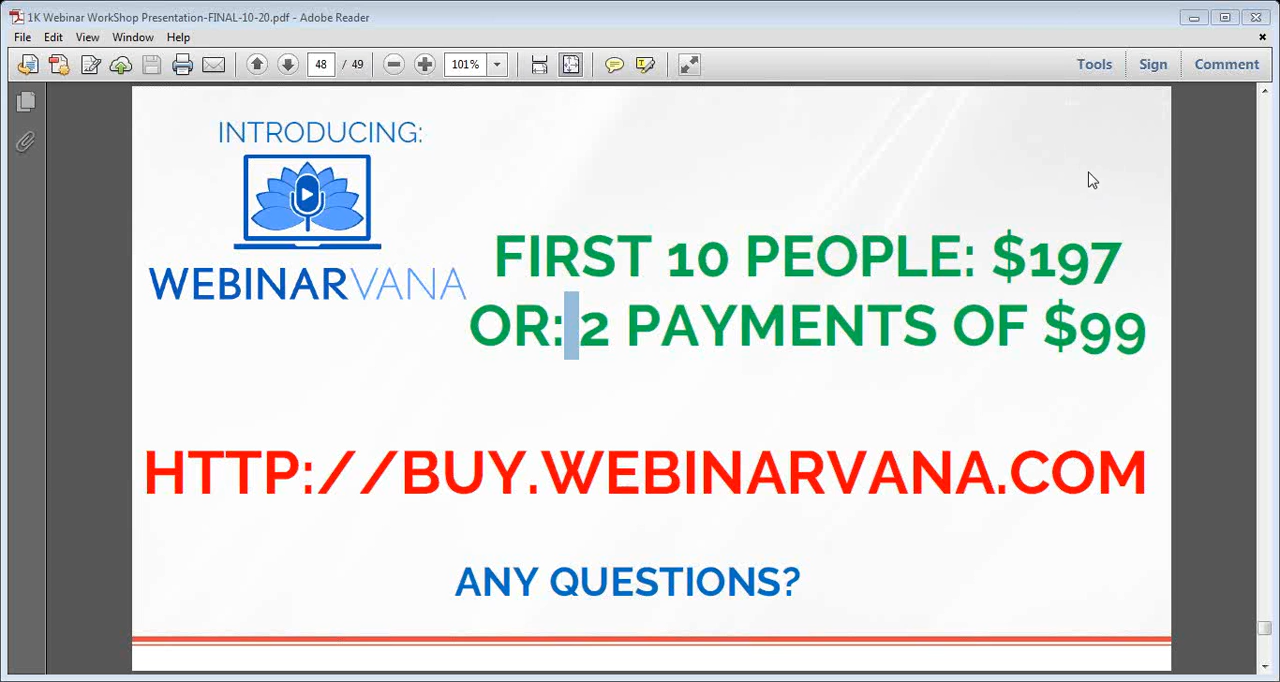 1K Webinar WorkShop Presentation-FINAL-10-20.pdf - Adobe Reader
File Edit View Window Help
48 / 49 101% Tools Sign Comment
INTRODUCING:
WEBINARVANA
FIRST 10 PEOPLE: $197
OR: 2 PAYMENTS OF $99
HTTP://BUY.WEBINARVANA.COM
ANY QUESTIONS?